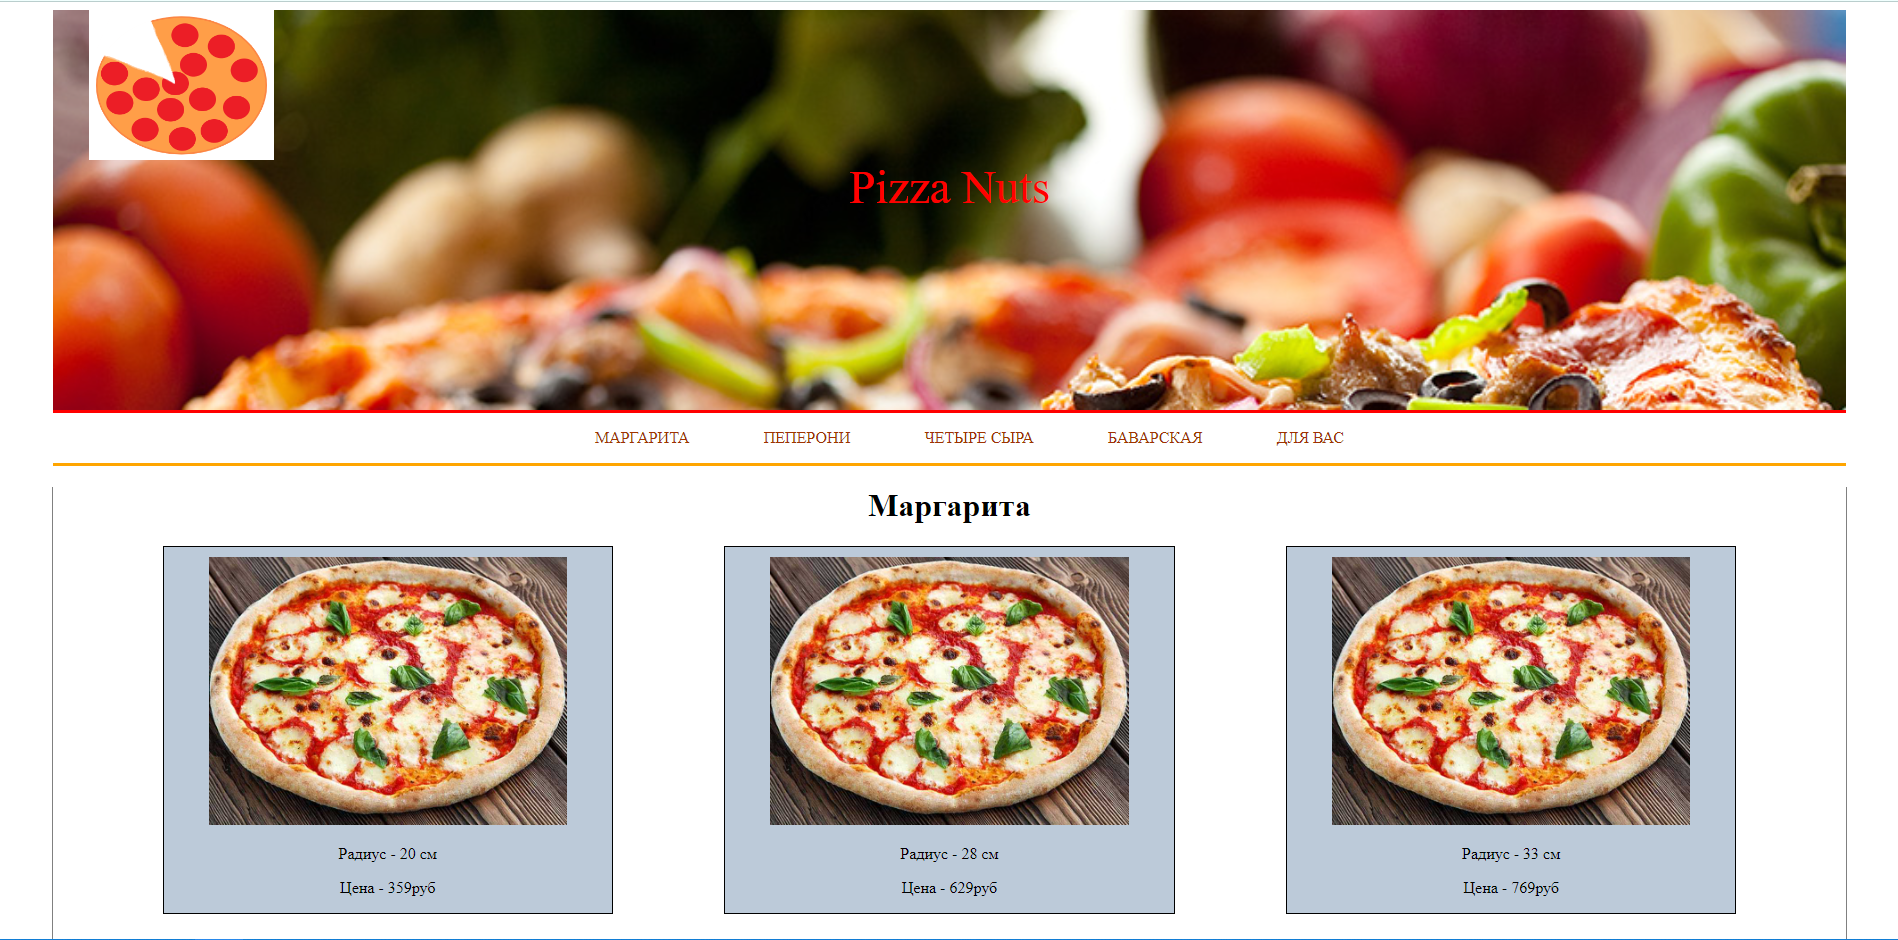 Pizza Nuts
МАРГАРИТА ПЕПЕРОНИ ЧЕТЫРЕ СЫРА БАВАРСКАЯ ДЛЯ ВАС
Маргарита
Радиус - 20 см
Цена - 359руб
Радиус - 28 см
Цена - 629руб
Радиус - 33 см
Цена - 769руб